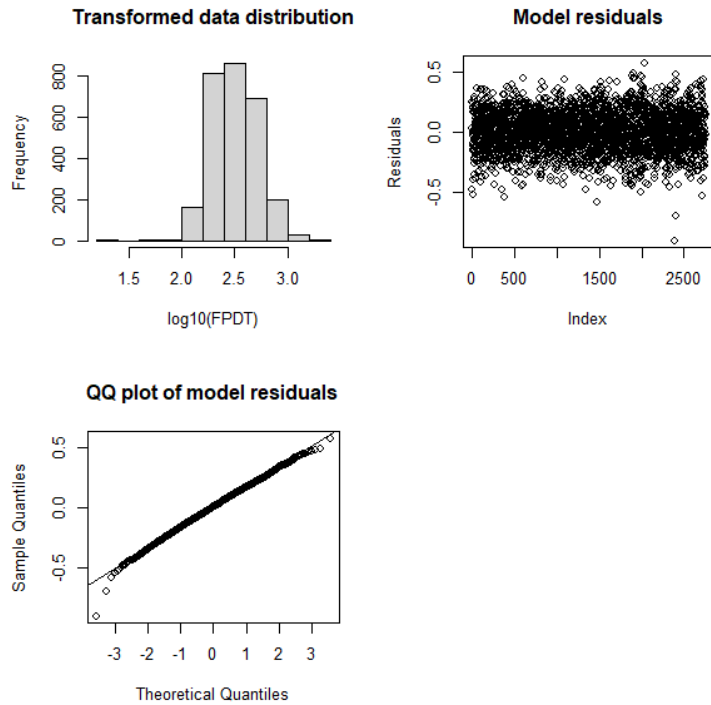 Transformed data distribution
Frequency
0 200 400 600 800
1.5 2.0 2.5 3.0
log10(FPDT)
Model residuals
Residuals
-0.5 0.0 0.5
0 500 1500 2500
Index
QQ plot of model residuals
Sample Quantiles
-0.5 0.0 0.5
-3 -2 -1 0 1 2 3
Theoretical Quantiles